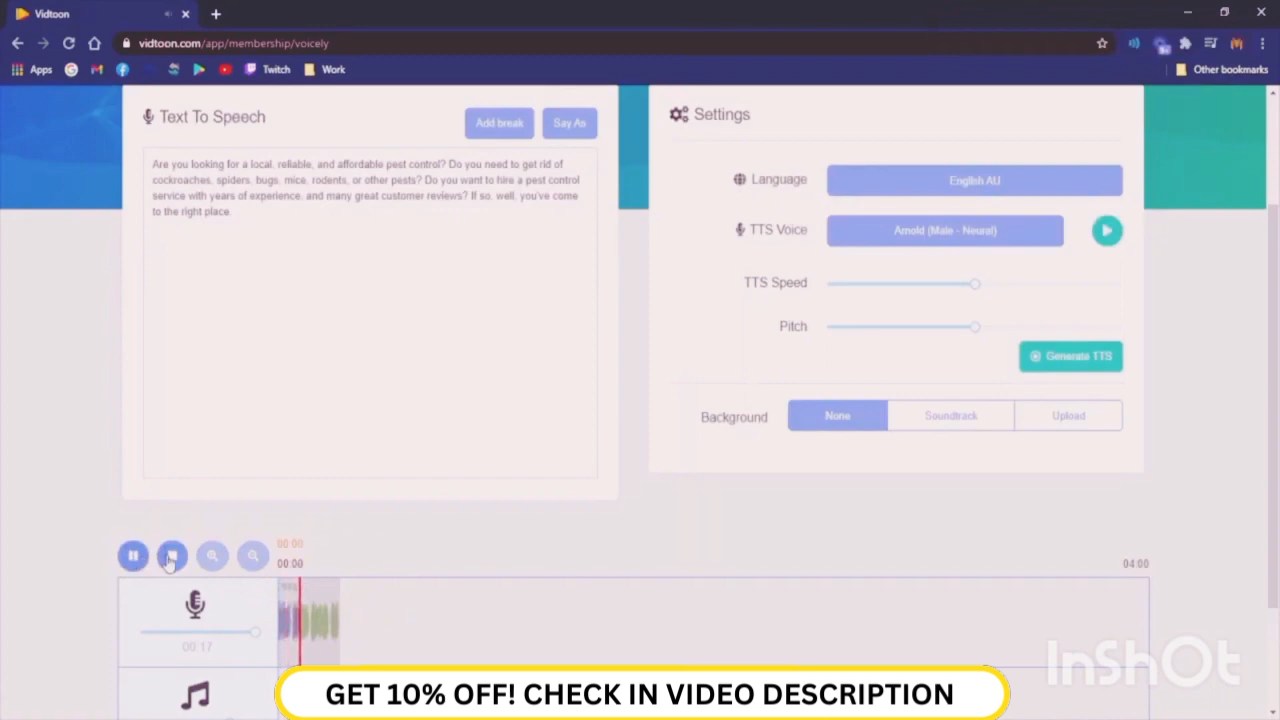 Vidtoon
vidtoon.com/app/membership/voicely
Apps
Twitch
Work
Other bookmarks
Text To Speech
Add break
Say As
Are you looking for a local, reliable, and affordable pest control? Do you need to get rid of
cockroaches, spiders, bugs, mice, rodents, or other pests? Do you want to hire a pest control
service with years of experience, and many great customer reviews? If so, well, you've come
to the right place.
Settings
Language
English AU
TTS Voice
Arnold (Male - Neural)
TTS Speed
Pitch
Generate TTS
Background
None
Soundtrack
Upload
00:00
00:00
04:00
00:17
InShOt
GET 10% OFF! CHECK IN VIDEO DESCRIPTION